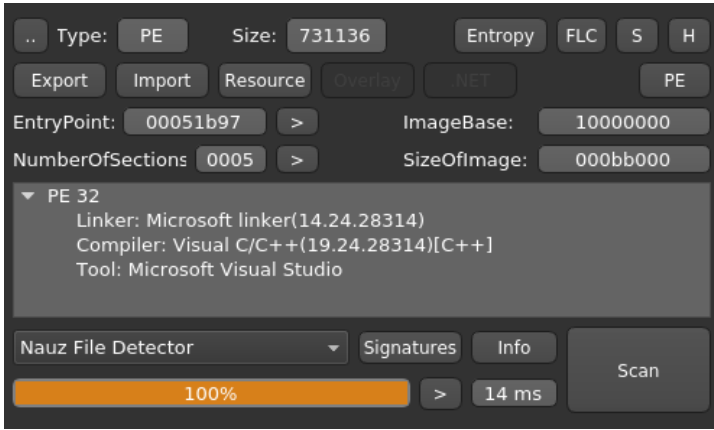 .. Type: PE Size: 731136 Entropy FLC S H
Export Import Resource Overlay .NET PE
EntryPoint: 00051b97 > ImageBase: 10000000
NumberOfSections 0005 > SizeOfImage: 000bb000
PE 32
Linker: Microsoft linker(14.24.28314)
Compiler: Visual C/C++(19.24.28314)[C++]
Tool: Microsoft Visual Studio
Nauz File Detector Signatures Info Scan
100% > 14 ms